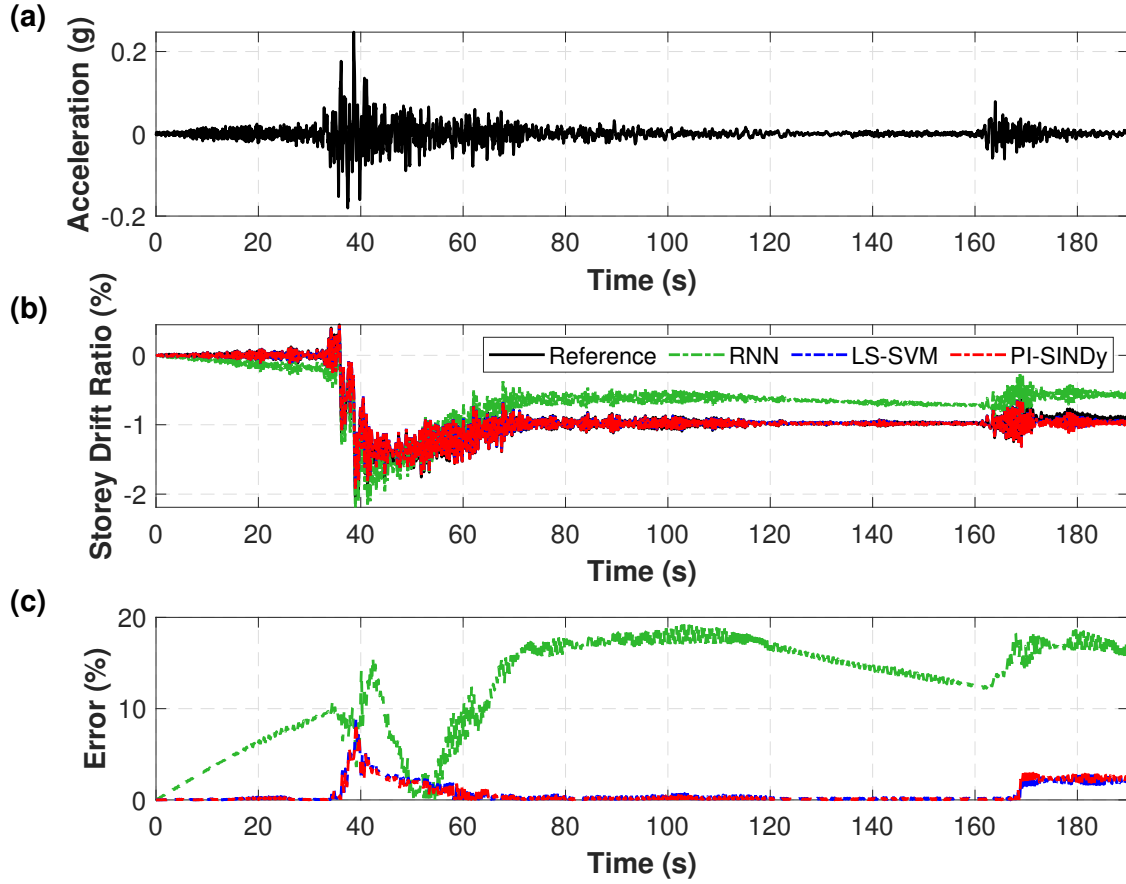 (a)
Acceleration (g)
0.2
0
-0.2
0 20 40 60 80 100 120 140 160 180
Time (s)
(b)
Storey Drift Ratio (%)
0
-1
-2
Reference RNN LS-SVM PI-SINDy
0 20 40 60 80 100 120 140 160 180
Time (s)
(c)
Error (%)
20
10
0
0 20 40 60 80 100 120 140 160 180
Time (s)